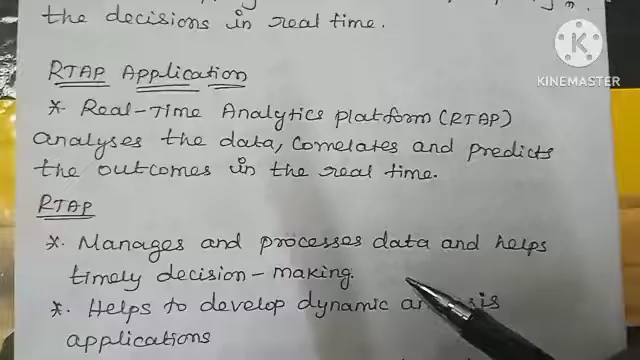 the decisions in real time.
KINEMASTER
RTAP Application
* Real-Time Analytics platform (RTAP)
analyses the data, correlates and predicts
the outcomes in the real time.
RTAP
*. Manages and processes data and helps
timely decision-making.
*. Helps to develop dynamic
applications